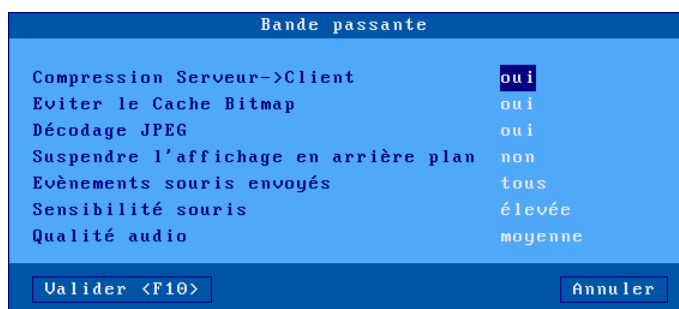 Bande passante
Compression Serveur->Client oui
Eviter le Cache Bitmap oui
Décodage JPEG oui
Suspendre l'affichage en arrière plan non
Evènements souris envoyés tous
Sensibilité souris élevée
Qualité audio moyenne
Valider <F10> Annuler